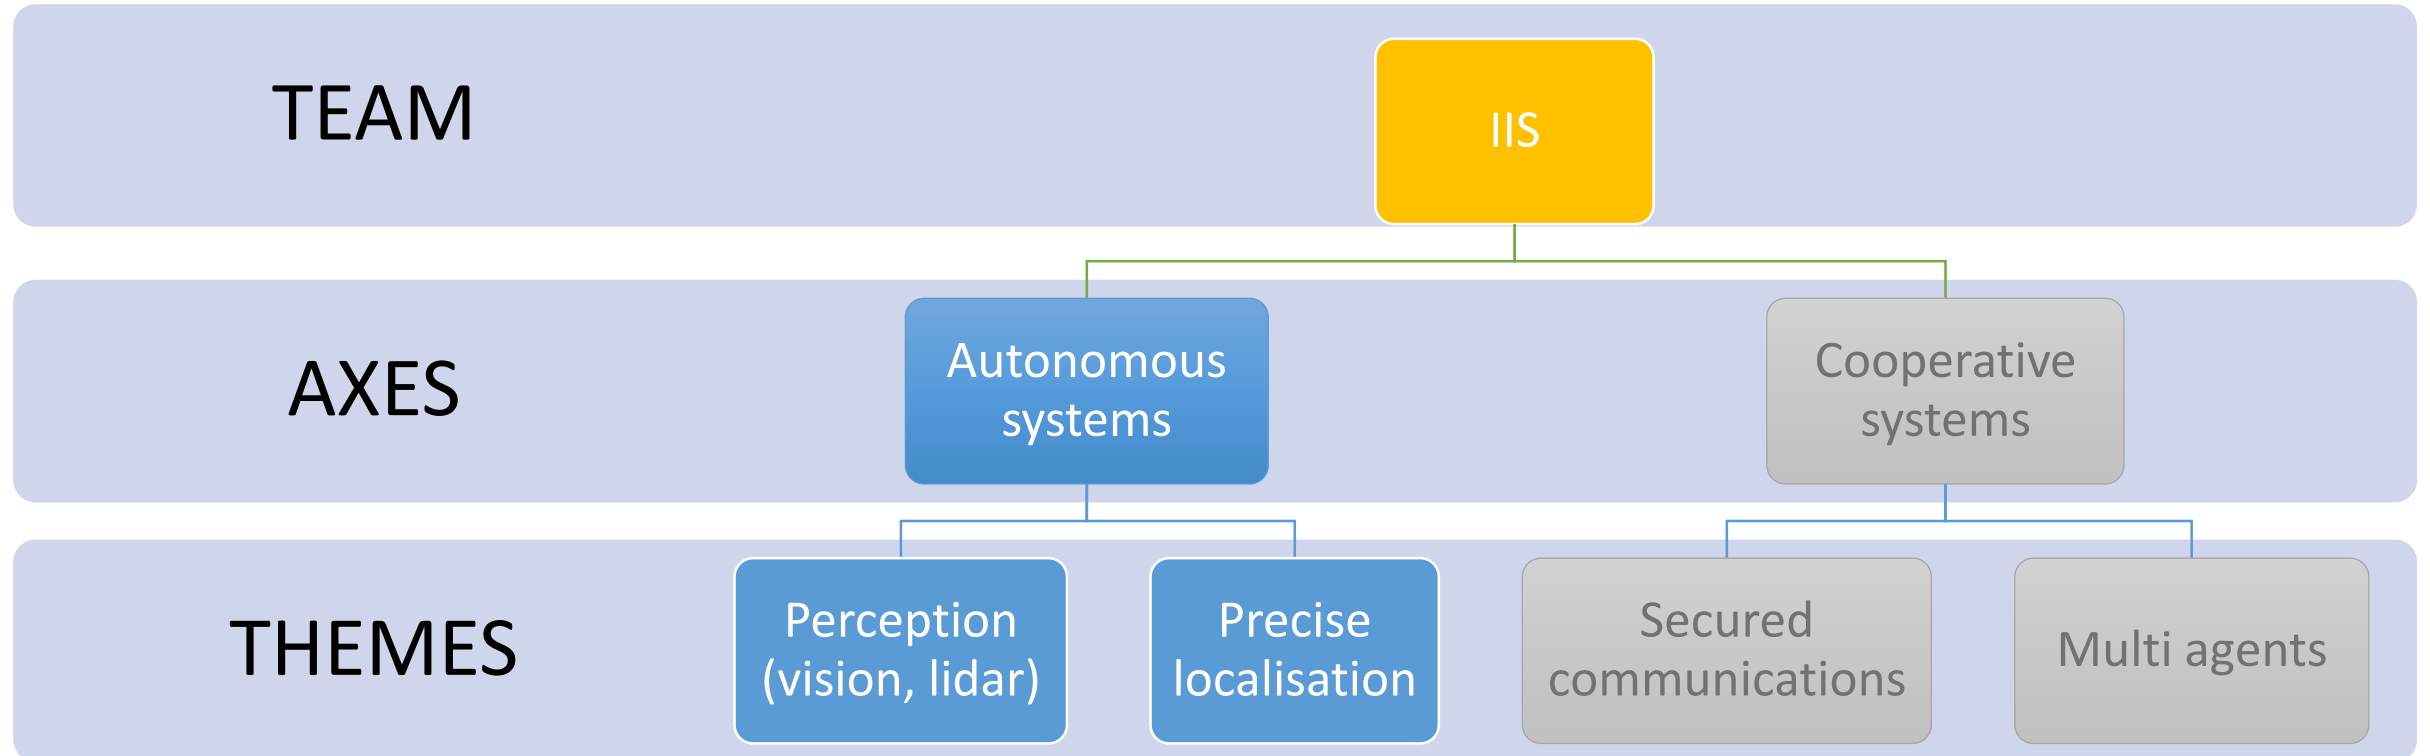 TEAM
IIS
AXES
Autonomous
systems
Cooperative
systems
THEMES
Perception
(vision, lidar)
Precise
localisation
Secured
communications
Multi agents